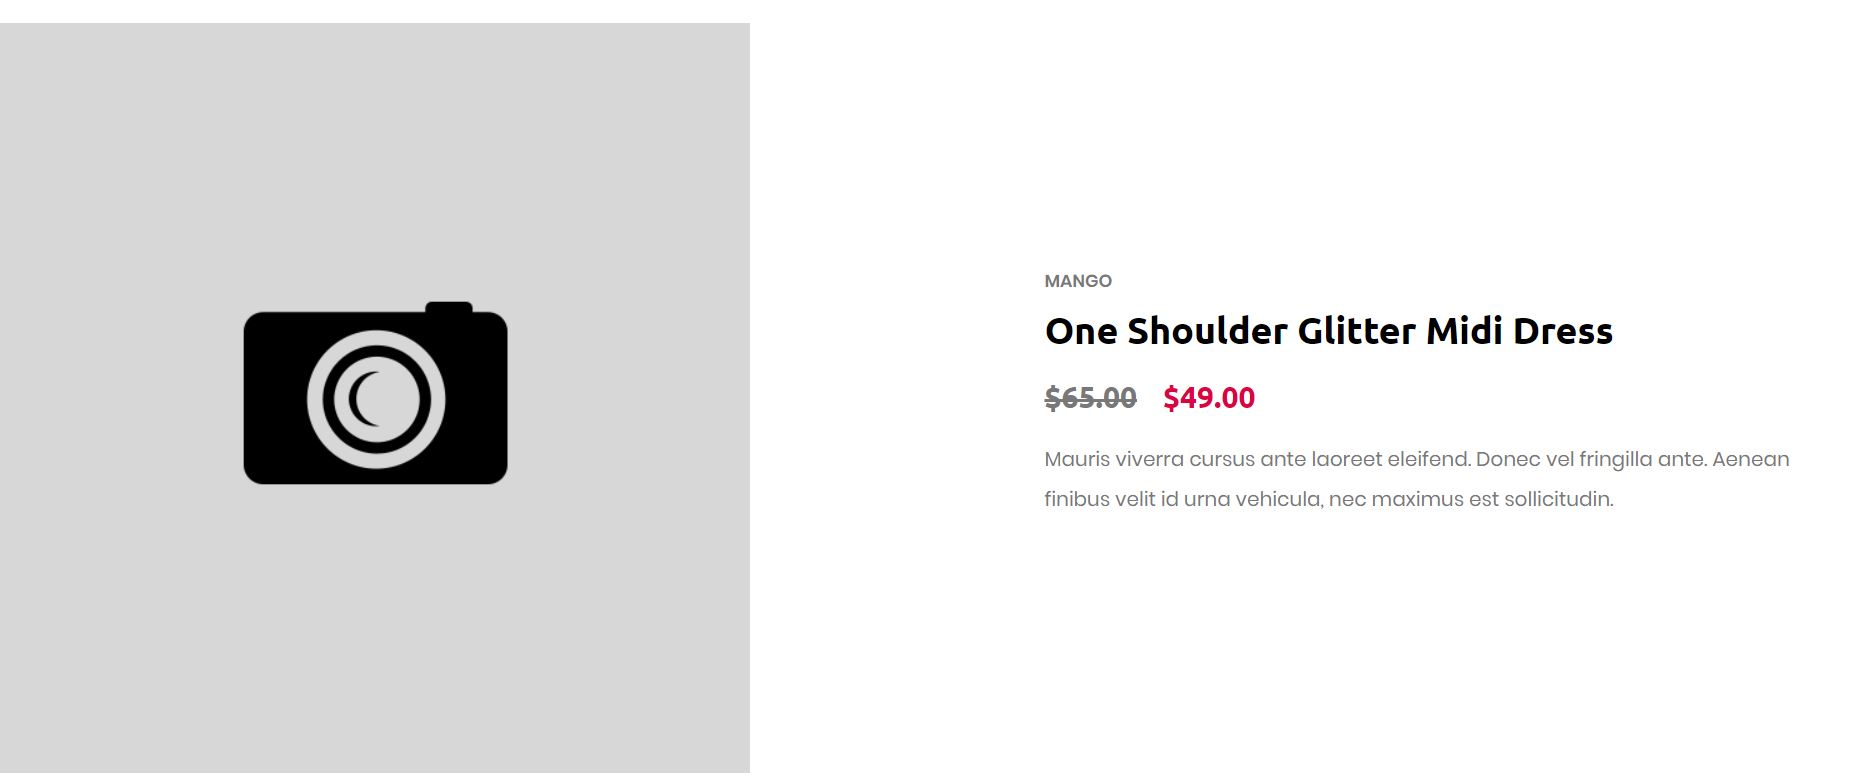 MANGO
One Shoulder Glitter Midi Dress
$65.00 $49.00
Mauris viverra cursus ante laoreet eleifend. Donec vel fringilla ante. Aenean
finibus velit id urna vehicula, nec maximus est sollicitudin.